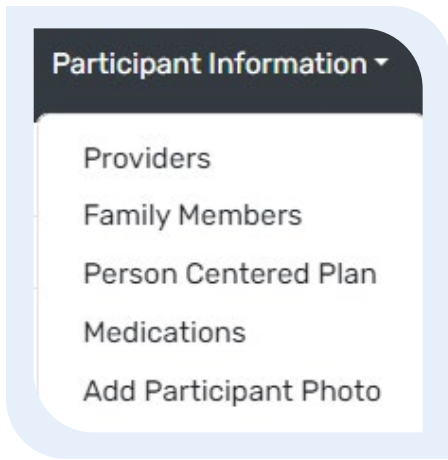 Participant Information
Providers
Family Members
Person Centered Plan
Medications
Add Participant Photo